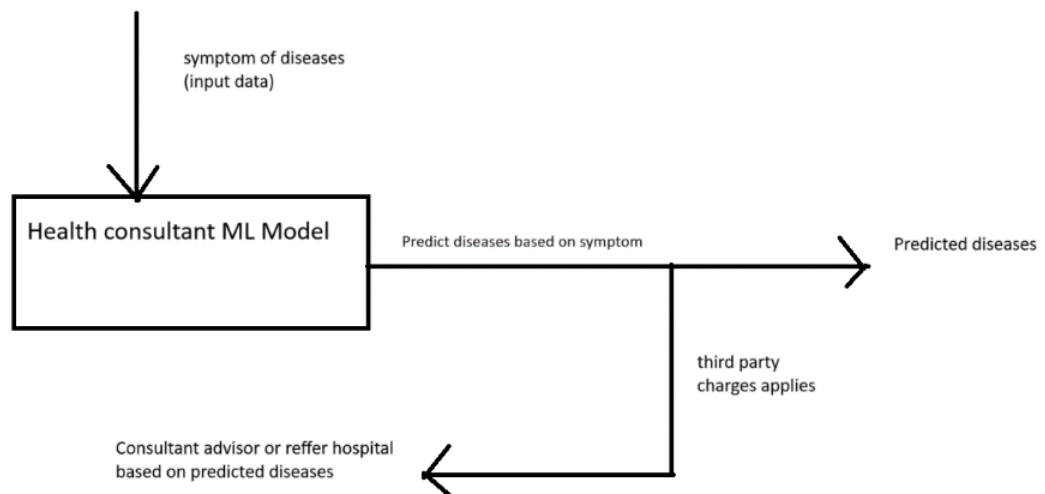 symptom of diseases
(input data)
Health consultant ML Model
Predict diseases based on symptom
Predicted diseases
third party
charges applies
Consultant advisor or reffer hospital
based on predicted diseases